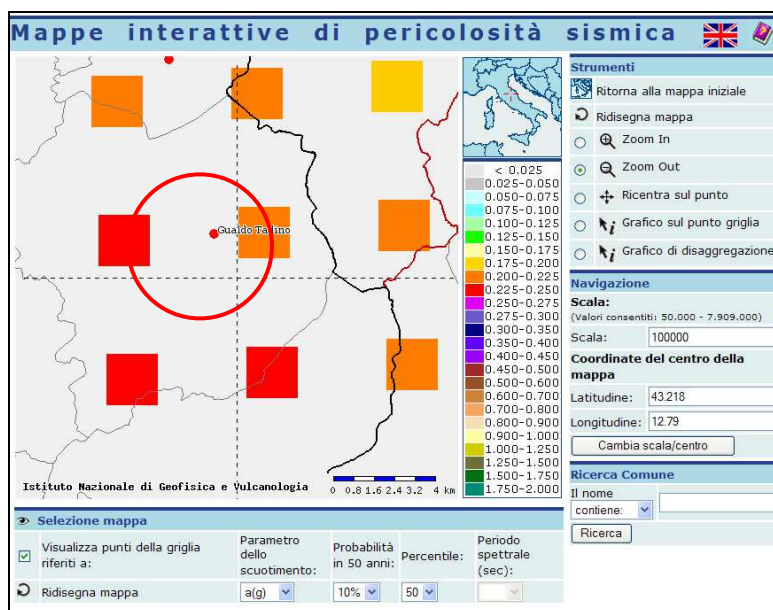 Mappe interattive di pericolosità sismica
Gualdo Tadino
Istituto Nazionale di Geofisica e Vulcanologia
0 0.8 1.6 2.4 3.2 4 km
< 0.025
0.025-0.050
0.050-0.075
0.075-0.100
0.100-0.125
0.125-0.150
0.150-0.175
0.175-0.200
0.200-0.225
0.225-0.250
0.250-0.275
0.275-0.300
0.300-0.350
0.350-0.400
0.400-0.450
0.450-0.500
0.500-0.600
0.600-0.700
0.700-0.800
0.800-0.900
0.900-1.000
1.000-1.250
1.250-1.500
1.500-1.750
1.750-2.000
Strumenti
Ritorna alla mappa iniziale
Ridisegna mappa
Zoom In
Zoom Out
Ricentra sul punto
Grafico sul punto griglia
Grafico di disaggregazione
Navigazione
Scala:
(Valori consentiti: 50.000 - 7.909.000)
Scala: 100000
Coordinate del centro della
mappa
Latitudine: 43.218
Longitudine: 12.79
Cambia scala/centro
Ricerca Comune
Il nome
contiene:
Ricerca
Selezione mappa
Visualizza punti della griglia
riferiti a:
Parametro
dello
scuotimento:
Probabilità
in 50 anni:
Percentile:
Periodo
spettrale
(sec):
Ridisegna mappa
a(g)
10%
50